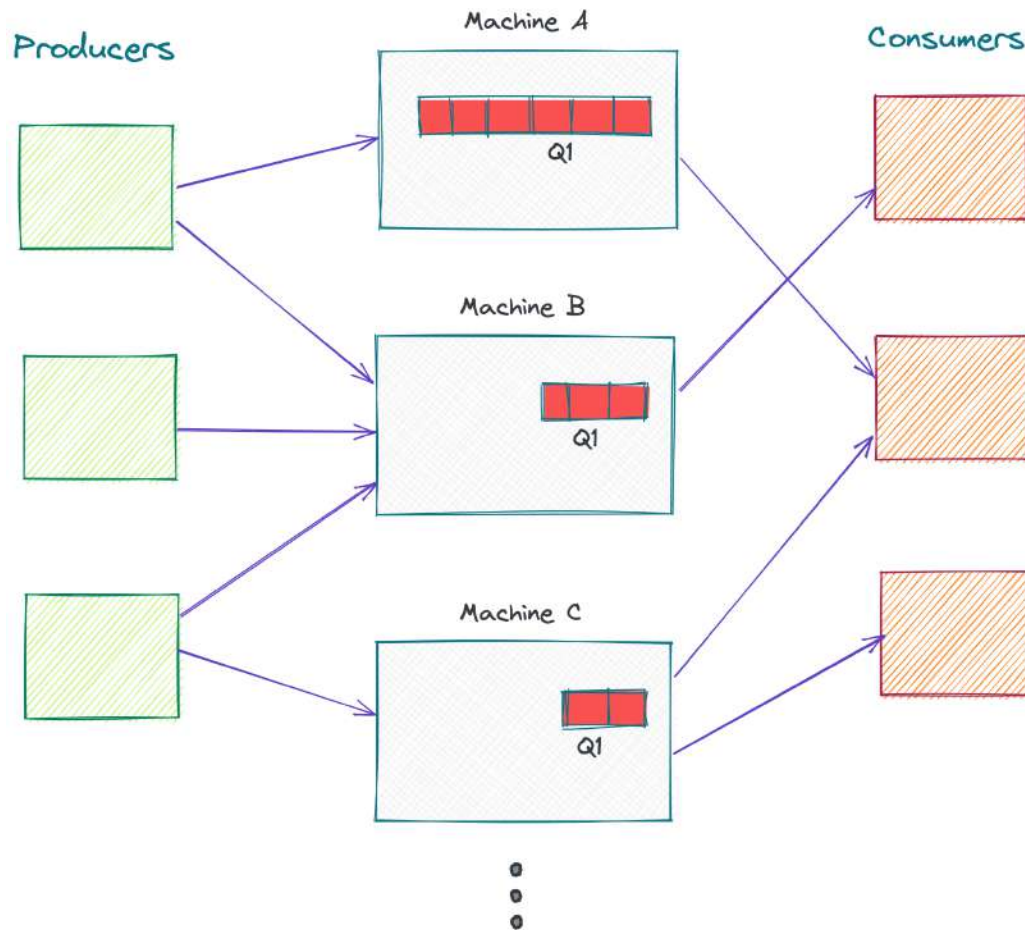 Producers
Machine A
Consumers
Q1
Machine B
Q1
Machine C
Q1